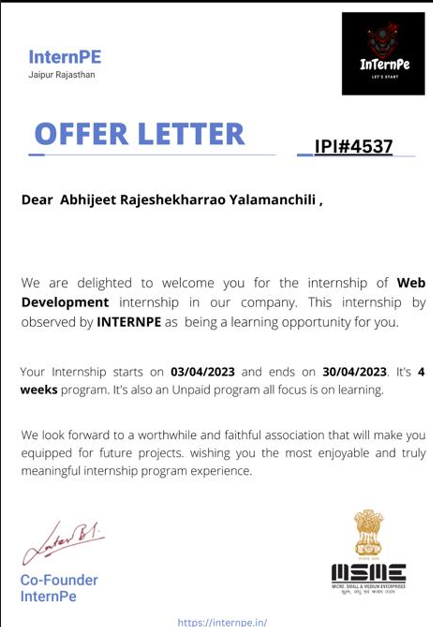 InternPE
Jaipur Rajasthan
InTernPe
LET'S START
OFFER LETTER
IPI#4537
Dear Abhijeet Rajeshekharrao Yalamanchili ,
We are delighted to welcome you for the internship of Web
Development internship in our company. This internship by
observed by INTERNPE as being a learning opportunity for you.
Your Internship starts on 03/04/2023 and ends on 30/04/2023. It's 4
weeks program. It's also an Unpaid program all focus is on learning.
We look forward to a worthwhile and faithful association that will make you
equipped for future projects. wishing you the most enjoyable and truly
meaningful internship program experience.
Co-Founder
InternPe
MSME
MICRO, SMALL & MEDIUM ENTERPRISES
सूक्ष्म, लघु एवं मध्यम उद्यम
https://internpe.in/